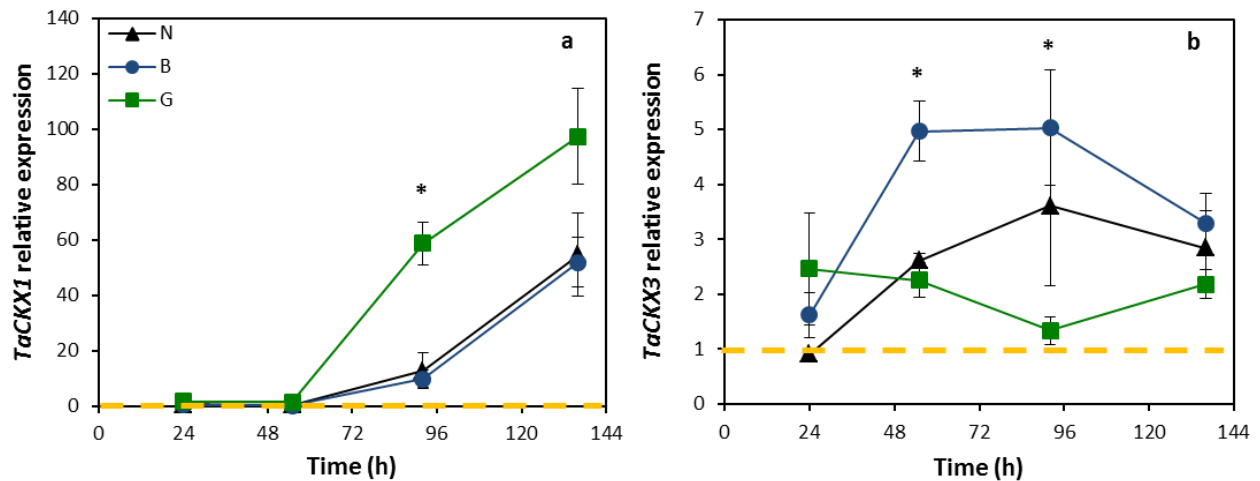 TaCKX1 relative expression
140
120
100
80
60
40
20
0
N
B
G
a
*
0 24 48 72 96 120 144
Time (h)
TaCKX3 relative expression
7
6
5
4
3
2
1
0
b
* *
0 24 48 72 96 120 144
Time (h)